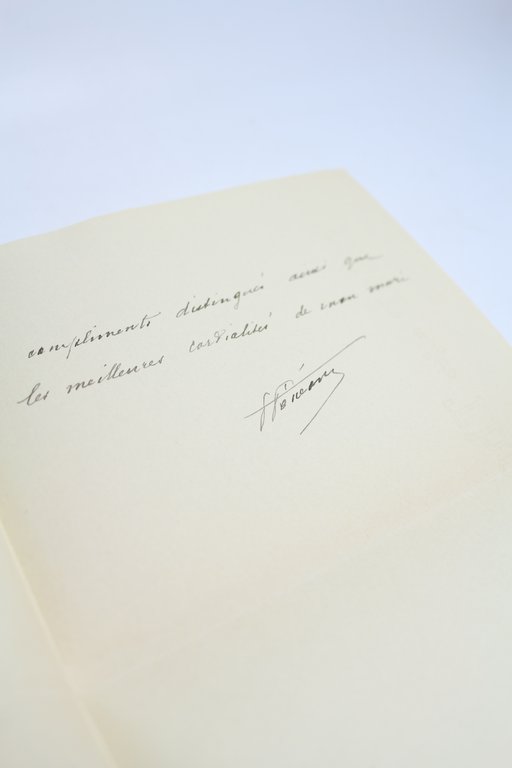 compliments distingués ainsi que
les meilleures cordialités de mon mari